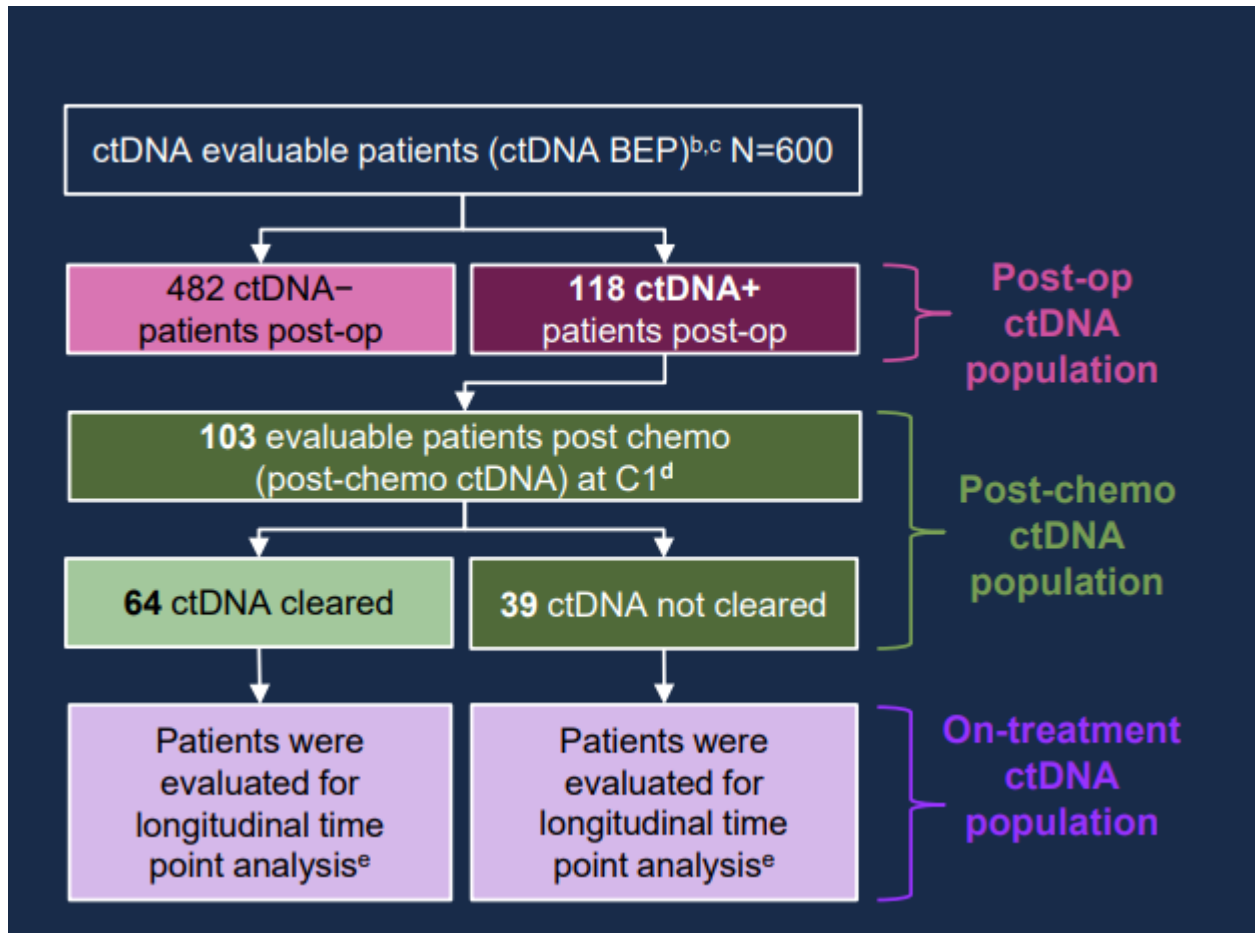 ctDNA evaluable patients (ctDNA BEP)ᵇ,ᶜ N=600
482 ctDNA−
patients post-op
118 ctDNA+
patients post-op
Post-op
ctDNA
population
103 evaluable patients post chemo
(post-chemo ctDNA) at C1ᵈ
64 ctDNA cleared
39 ctDNA not cleared
Post-chemo
ctDNA
population
Patients were
evaluated for
longitudinal time
point analysisᵉ
Patients were
evaluated for
longitudinal time
point analysisᵉ
On-treatment
ctDNA
population